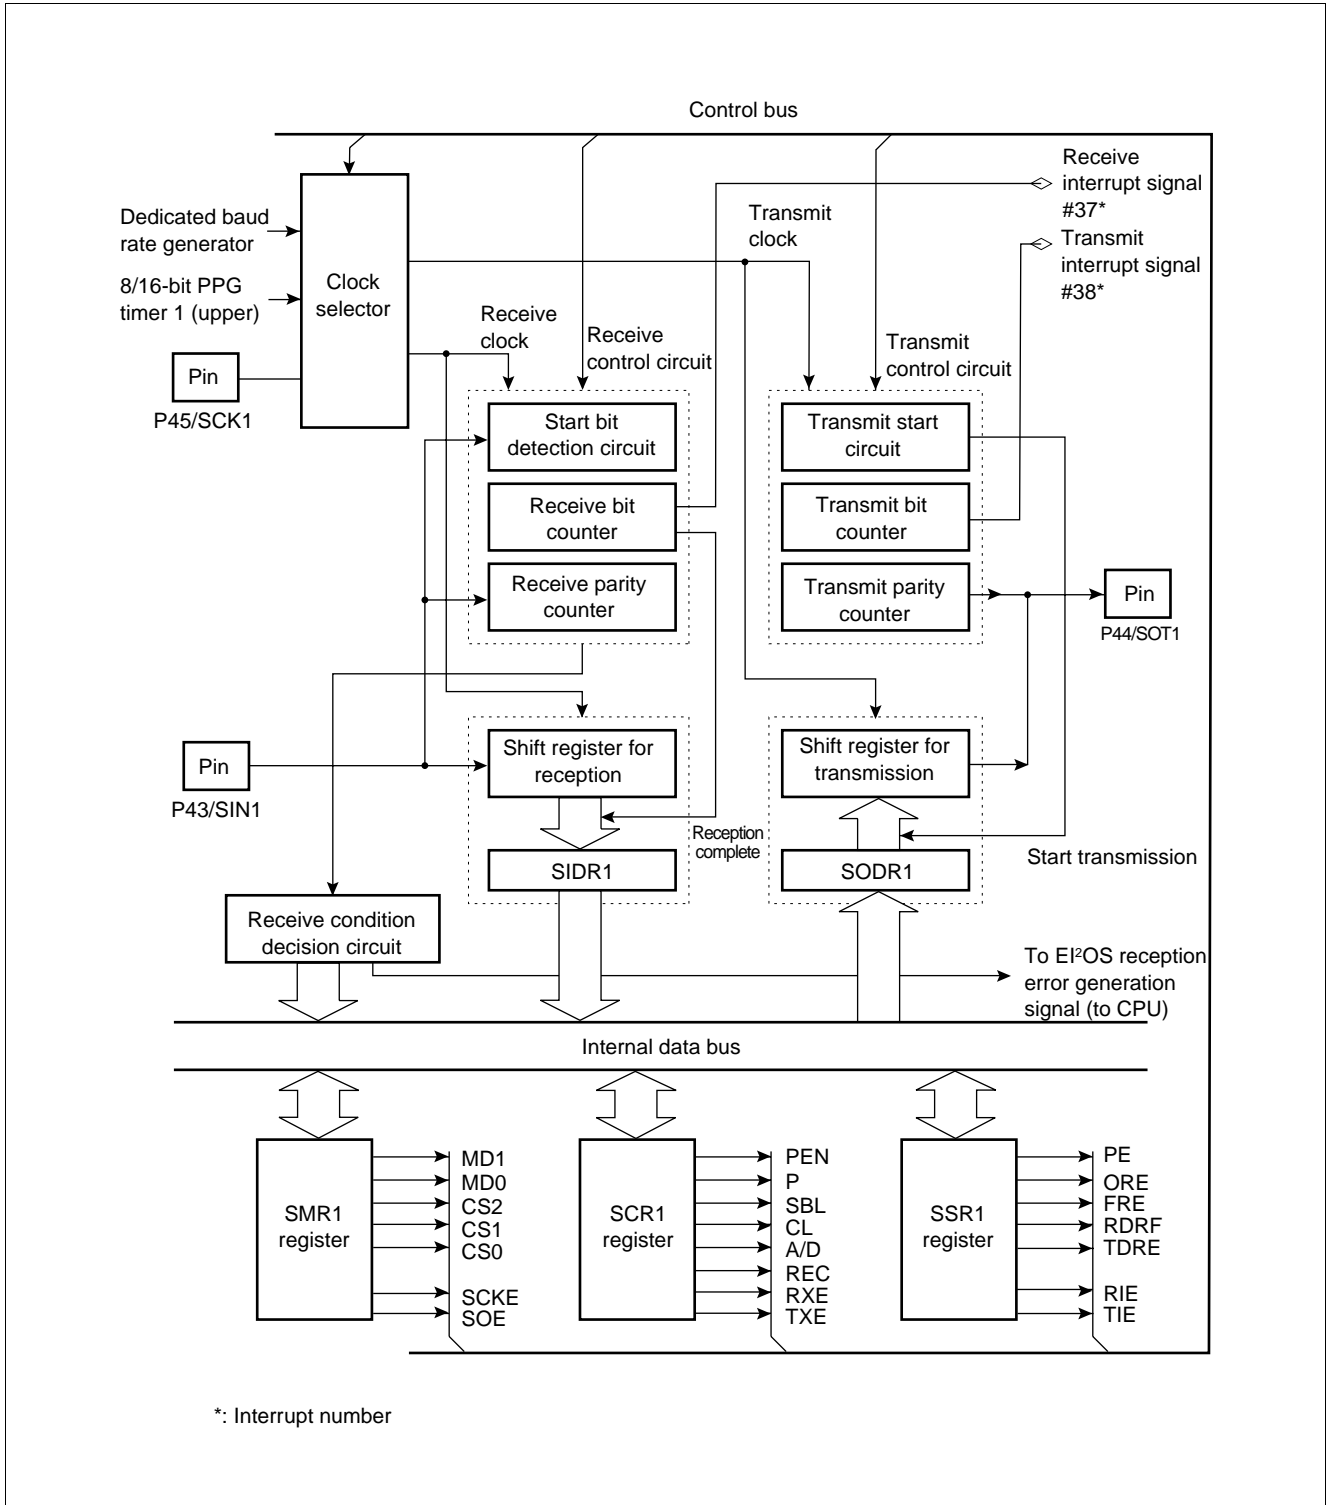 Control bus
Receive
interrupt signal
#37*
Transmit
interrupt signal
#38*
Dedicated baud
rate generator
8/16-bit PPG
timer 1 (upper)
Clock
selector
Transmit
clock
Receive
clock
Receive
control circuit
Transmit
control circuit
Pin
P45/SCK1
Start bit
detection circuit
Receive bit
counter
Receive parity
counter
Transmit start
circuit
Transmit bit
counter
Transmit parity
counter
Pin
P44/SOT1
Pin
P43/SIN1
Shift register for
reception
Shift register for
transmission
Reception
complete
Start transmission
SIDR1
SODR1
Receive condition
decision circuit
To EI²OS reception
error generation
signal (to CPU)
Internal data bus
SMR1
register
MD1
MD0
CS2
CS1
CS0
SCKE
SOE
SCR1
register
PEN
P
SBL
CL
A/D
REC
RXE
TXE
SSR1
register
PE
ORE
FRE
RDRF
TDRE
RIE
TIE
*: Interrupt number